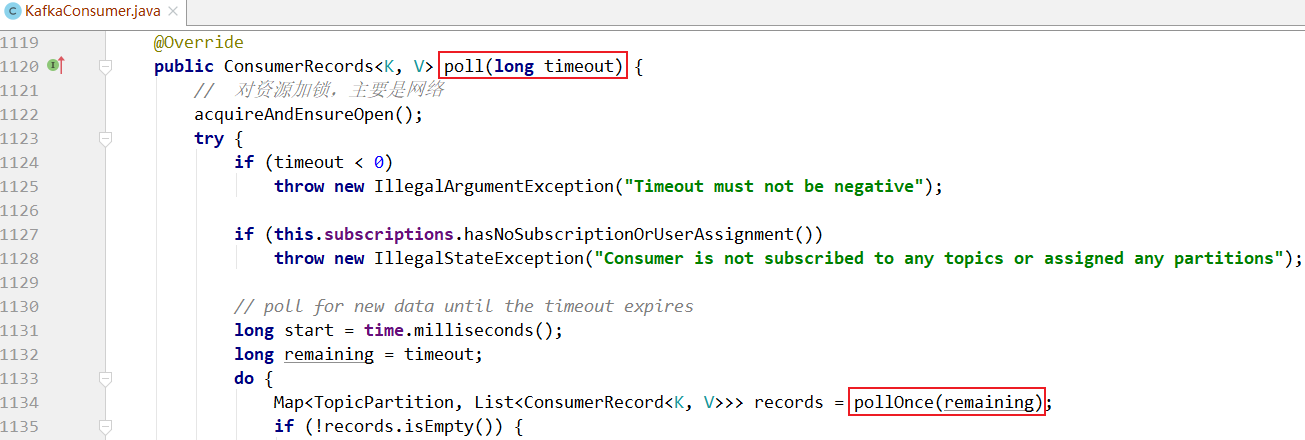 KafkaConsumer.java
1119 @Override
1120 public ConsumerRecords<K, V> poll(long timeout) {
1121 // 对资源加锁，主要是网络
1122 acquireAndEnsureOpen();
1123 try {
1124 if (timeout < 0)
1125 throw new IllegalArgumentException("Timeout must not be negative");
1126
1127 if (this.subscriptions.hasNoSubscriptionOrUserAssignment())
1128 throw new IllegalStateException("Consumer is not subscribed to any topics or assigned any partitions");
1129
1130 // poll for new data until the timeout expires
1131 long start = time.milliseconds();
1132 long remaining = timeout;
1133 do {
1134 Map<TopicPartition, List<ConsumerRecord<K, V>>> records = pollOnce(remaining);
1135 if (!records.isEmpty()) {